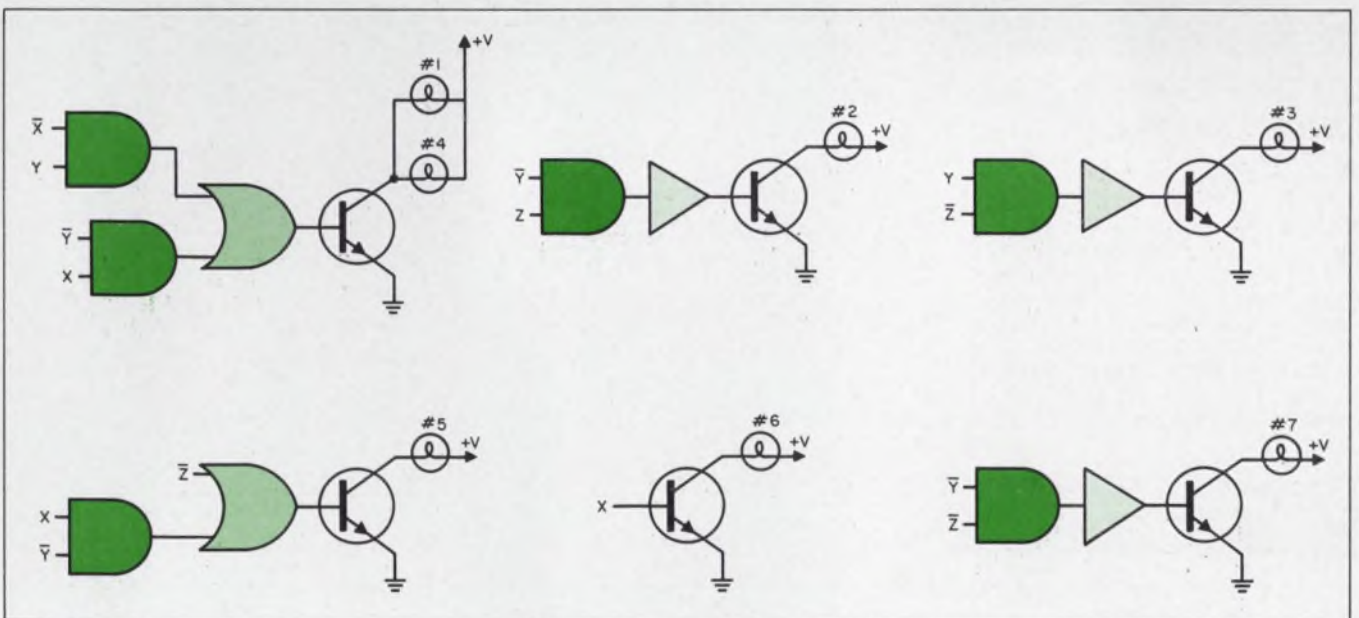 +V
#1
X̅
Y
#4
Y̅
X
#2
+V
Y̅
Z
#3
+V
Y
Z̅
#5
+V
Z̅
X
Y̅
#6
+V
X
#7
+V
Y̅
Z̅